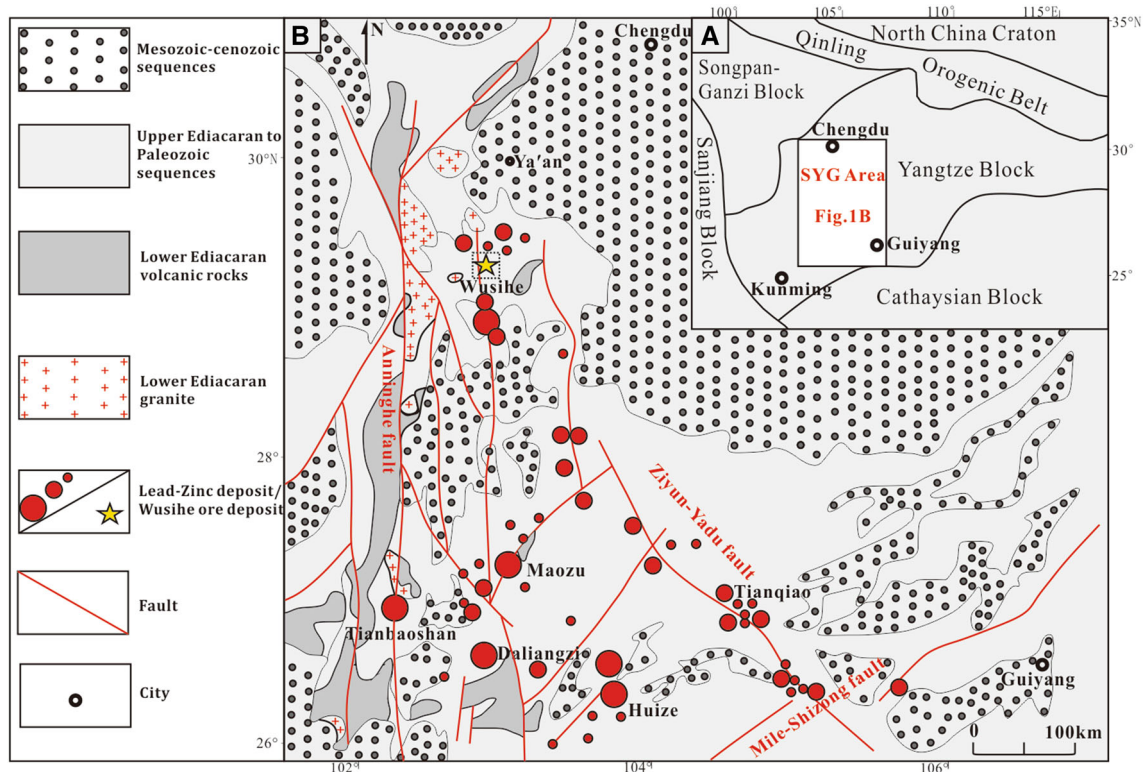 Mesozoic-cenozoic
sequences
Upper Ediacaran to
Paleozoic
sequences
Lower Ediacaran
volcanic rocks
Lower Ediacaran
granite
Lead-Zinc deposit/
Wusihe ore deposit
Fault
City
B
N
Chengdu
30°N
Ya'an
Wusihe
Anninghe fault
28°
Ziyun-Yadu fault
Maozu
Tianqiao
Tianbaoshan
Daliangzi
Huize
Guiyang
Mile-Shizong fault
26°
0
100km
102°
104°
106°
A
100°
105°
110°
115°E
35°N
North China Craton
Qinling
Orogenic Belt
Songpan-
Ganzi Block
Chengdu
30°
Sanjiang Block
SYG Area
Yangtze Block
Fig.1B
Guiyang
25°
Kunming
Cathaysian Block